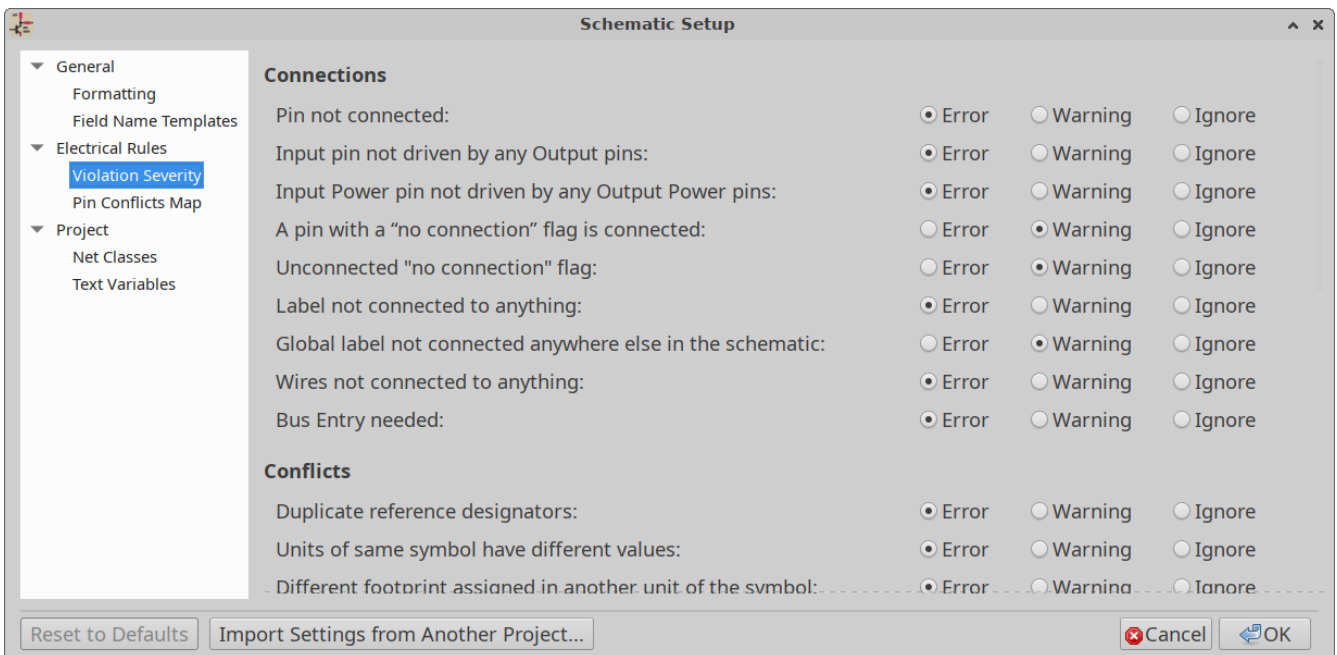 Schematic Setup
General
Formatting
Field Name Templates
Electrical Rules
Violation Severity
Pin Conflicts Map
Project
Net Classes
Text Variables
Connections
Pin not connected: Error Warning Ignore
Input pin not driven by any Output pins: Error Warning Ignore
Input Power pin not driven by any Output Power pins: Error Warning Ignore
A pin with a “no connection” flag is connected: Error Warning Ignore
Unconnected "no connection" flag: Error Warning Ignore
Label not connected to anything: Error Warning Ignore
Global label not connected anywhere else in the schematic: Error Warning Ignore
Wires not connected to anything: Error Warning Ignore
Bus Entry needed: Error Warning Ignore
Conflicts
Duplicate reference designators: Error Warning Ignore
Units of same symbol have different values: Error Warning Ignore
Different footprint assigned in another unit of the symbol: Error Warning Ignore
Reset to Defaults Import Settings from Another Project... Cancel OK